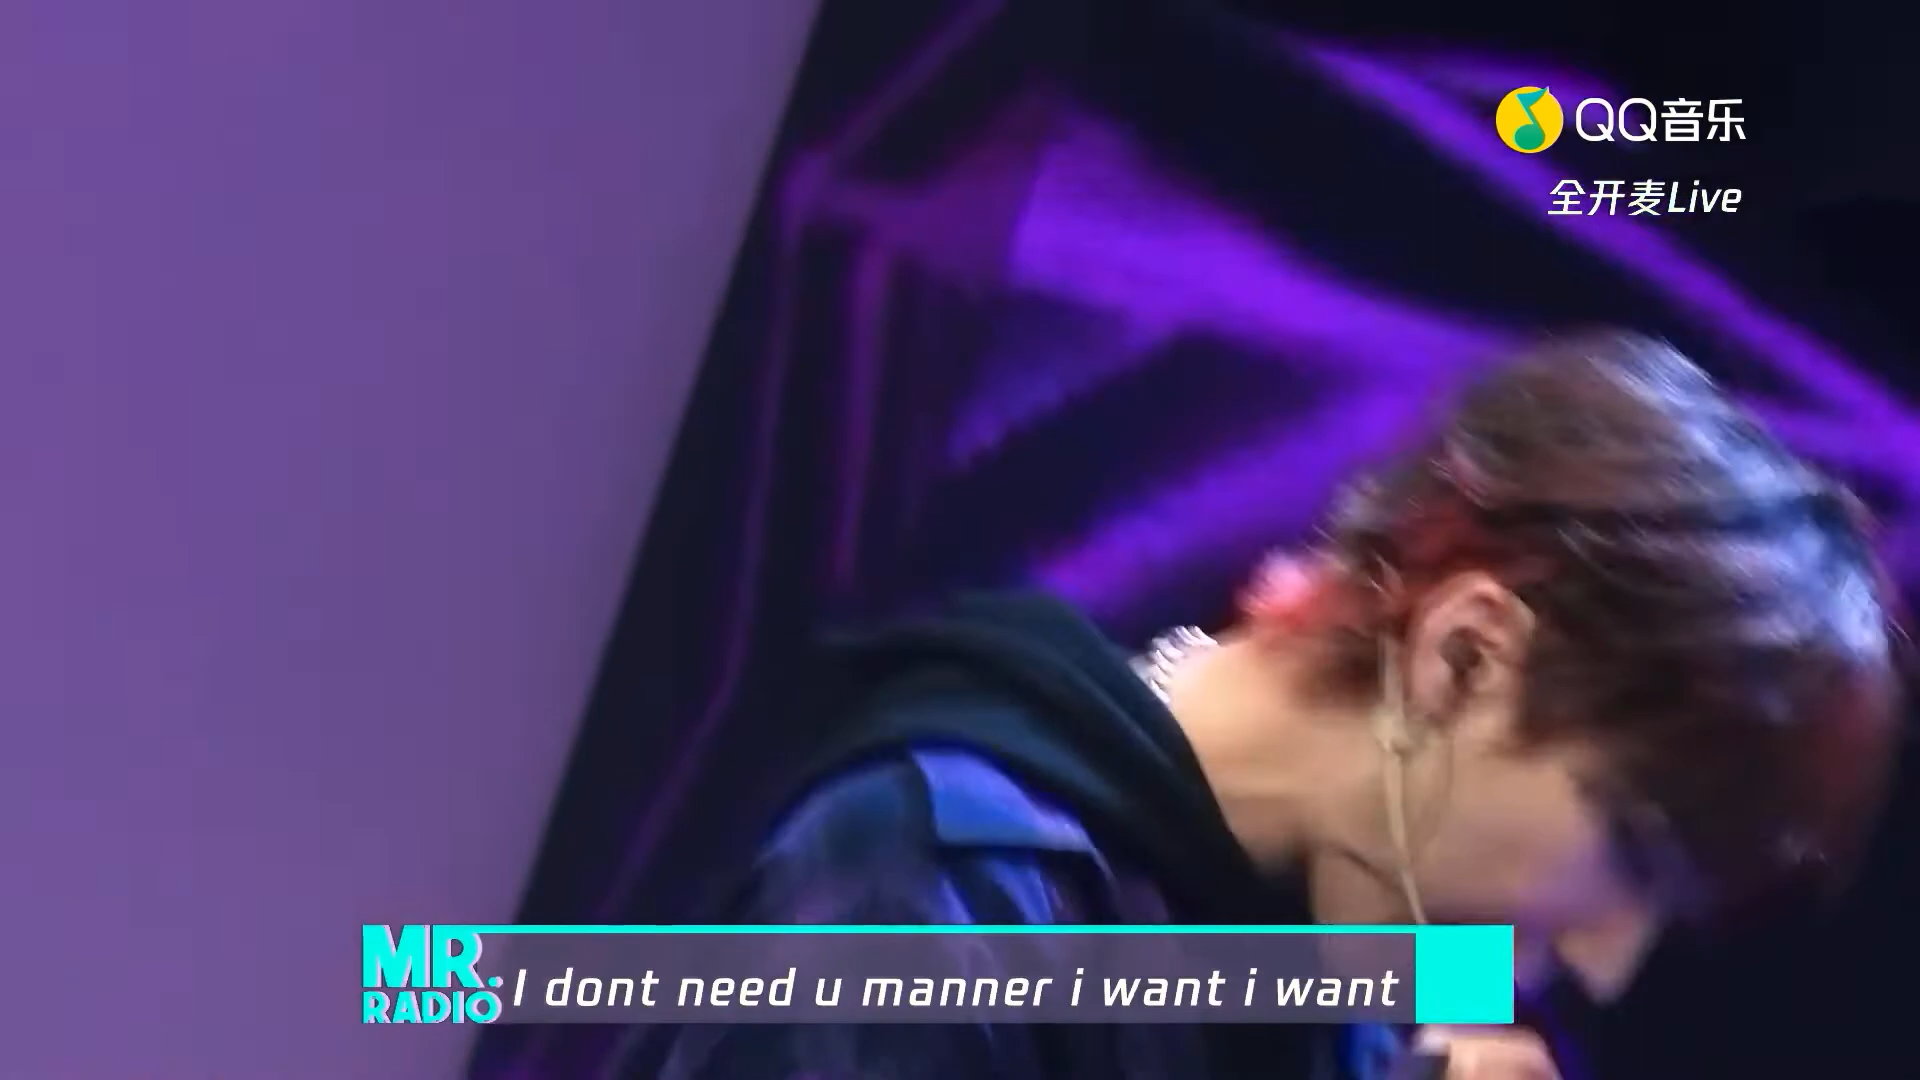 QQ音乐
全开麦Live
MR.
RADIO
I dont need u manner i want i want